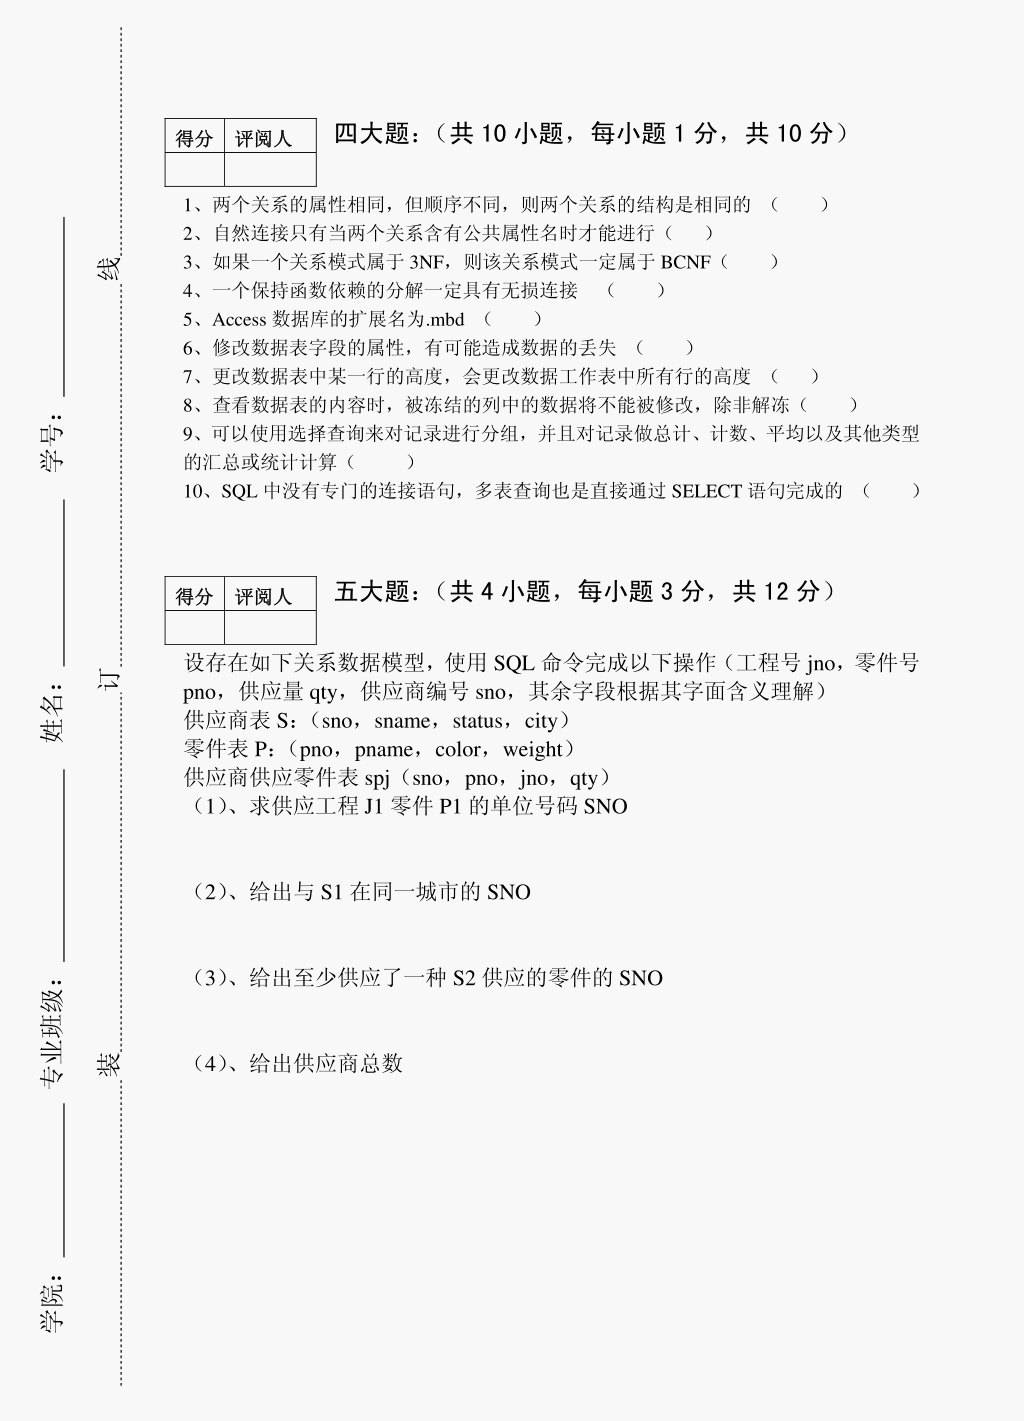 得分 评阅人
四大题：（共 10 小题，每小题 1 分，共 10 分）
1、两个关系的属性相同，但顺序不同，则两个关系的结构是相同的 （ ）
2、自然连接只有当两个关系含有公共属性名时才能进行（ ）
3、如果一个关系模式属于 3NF，则该关系模式一定属于 BCNF（ ）
4、一个保持函数依赖的分解一定具有无损连接 （ ）
5、Access 数据库的扩展名为.mbd （ ）
6、修改数据表字段的属性，有可能造成数据的丢失 （ ）
7、更改数据表中某一行的高度，会更改数据工作表中所有行的高度 （ ）
8、查看数据表的内容时，被冻结的列中的数据将不能被修改，除非解冻（ ）
9、可以使用选择查询来对记录进行分组，并且对记录做总计、计数、平均以及其他类型
的汇总或统计计算（ ）
10、SQL 中没有专门的连接语句，多表查询也是直接通过 SELECT 语句完成的 （ ）
得分 评阅人
五大题：（共 4 小题，每小题 3 分，共 12 分）
设存在如下关系数据模型，使用 SQL 命令完成以下操作（工程号 jno，零件号
pno，供应量 qty，供应商编号 sno，其余字段根据其字面含义理解）
供应商表 S：（sno，sname，status，city）
零件表 P：（pno，pname，color，weight）
供应商供应零件表 spj（sno，pno，jno，qty）
（1）、求供应工程 J1 零件 P1 的单位号码 SNO
（2）、给出与 S1 在同一城市的 SNO
（3）、给出至少供应了一种 S2 供应的零件的 SNO
（4）、给出供应商总数
学院： 专业班级： 姓名： 学号：
装 订 线